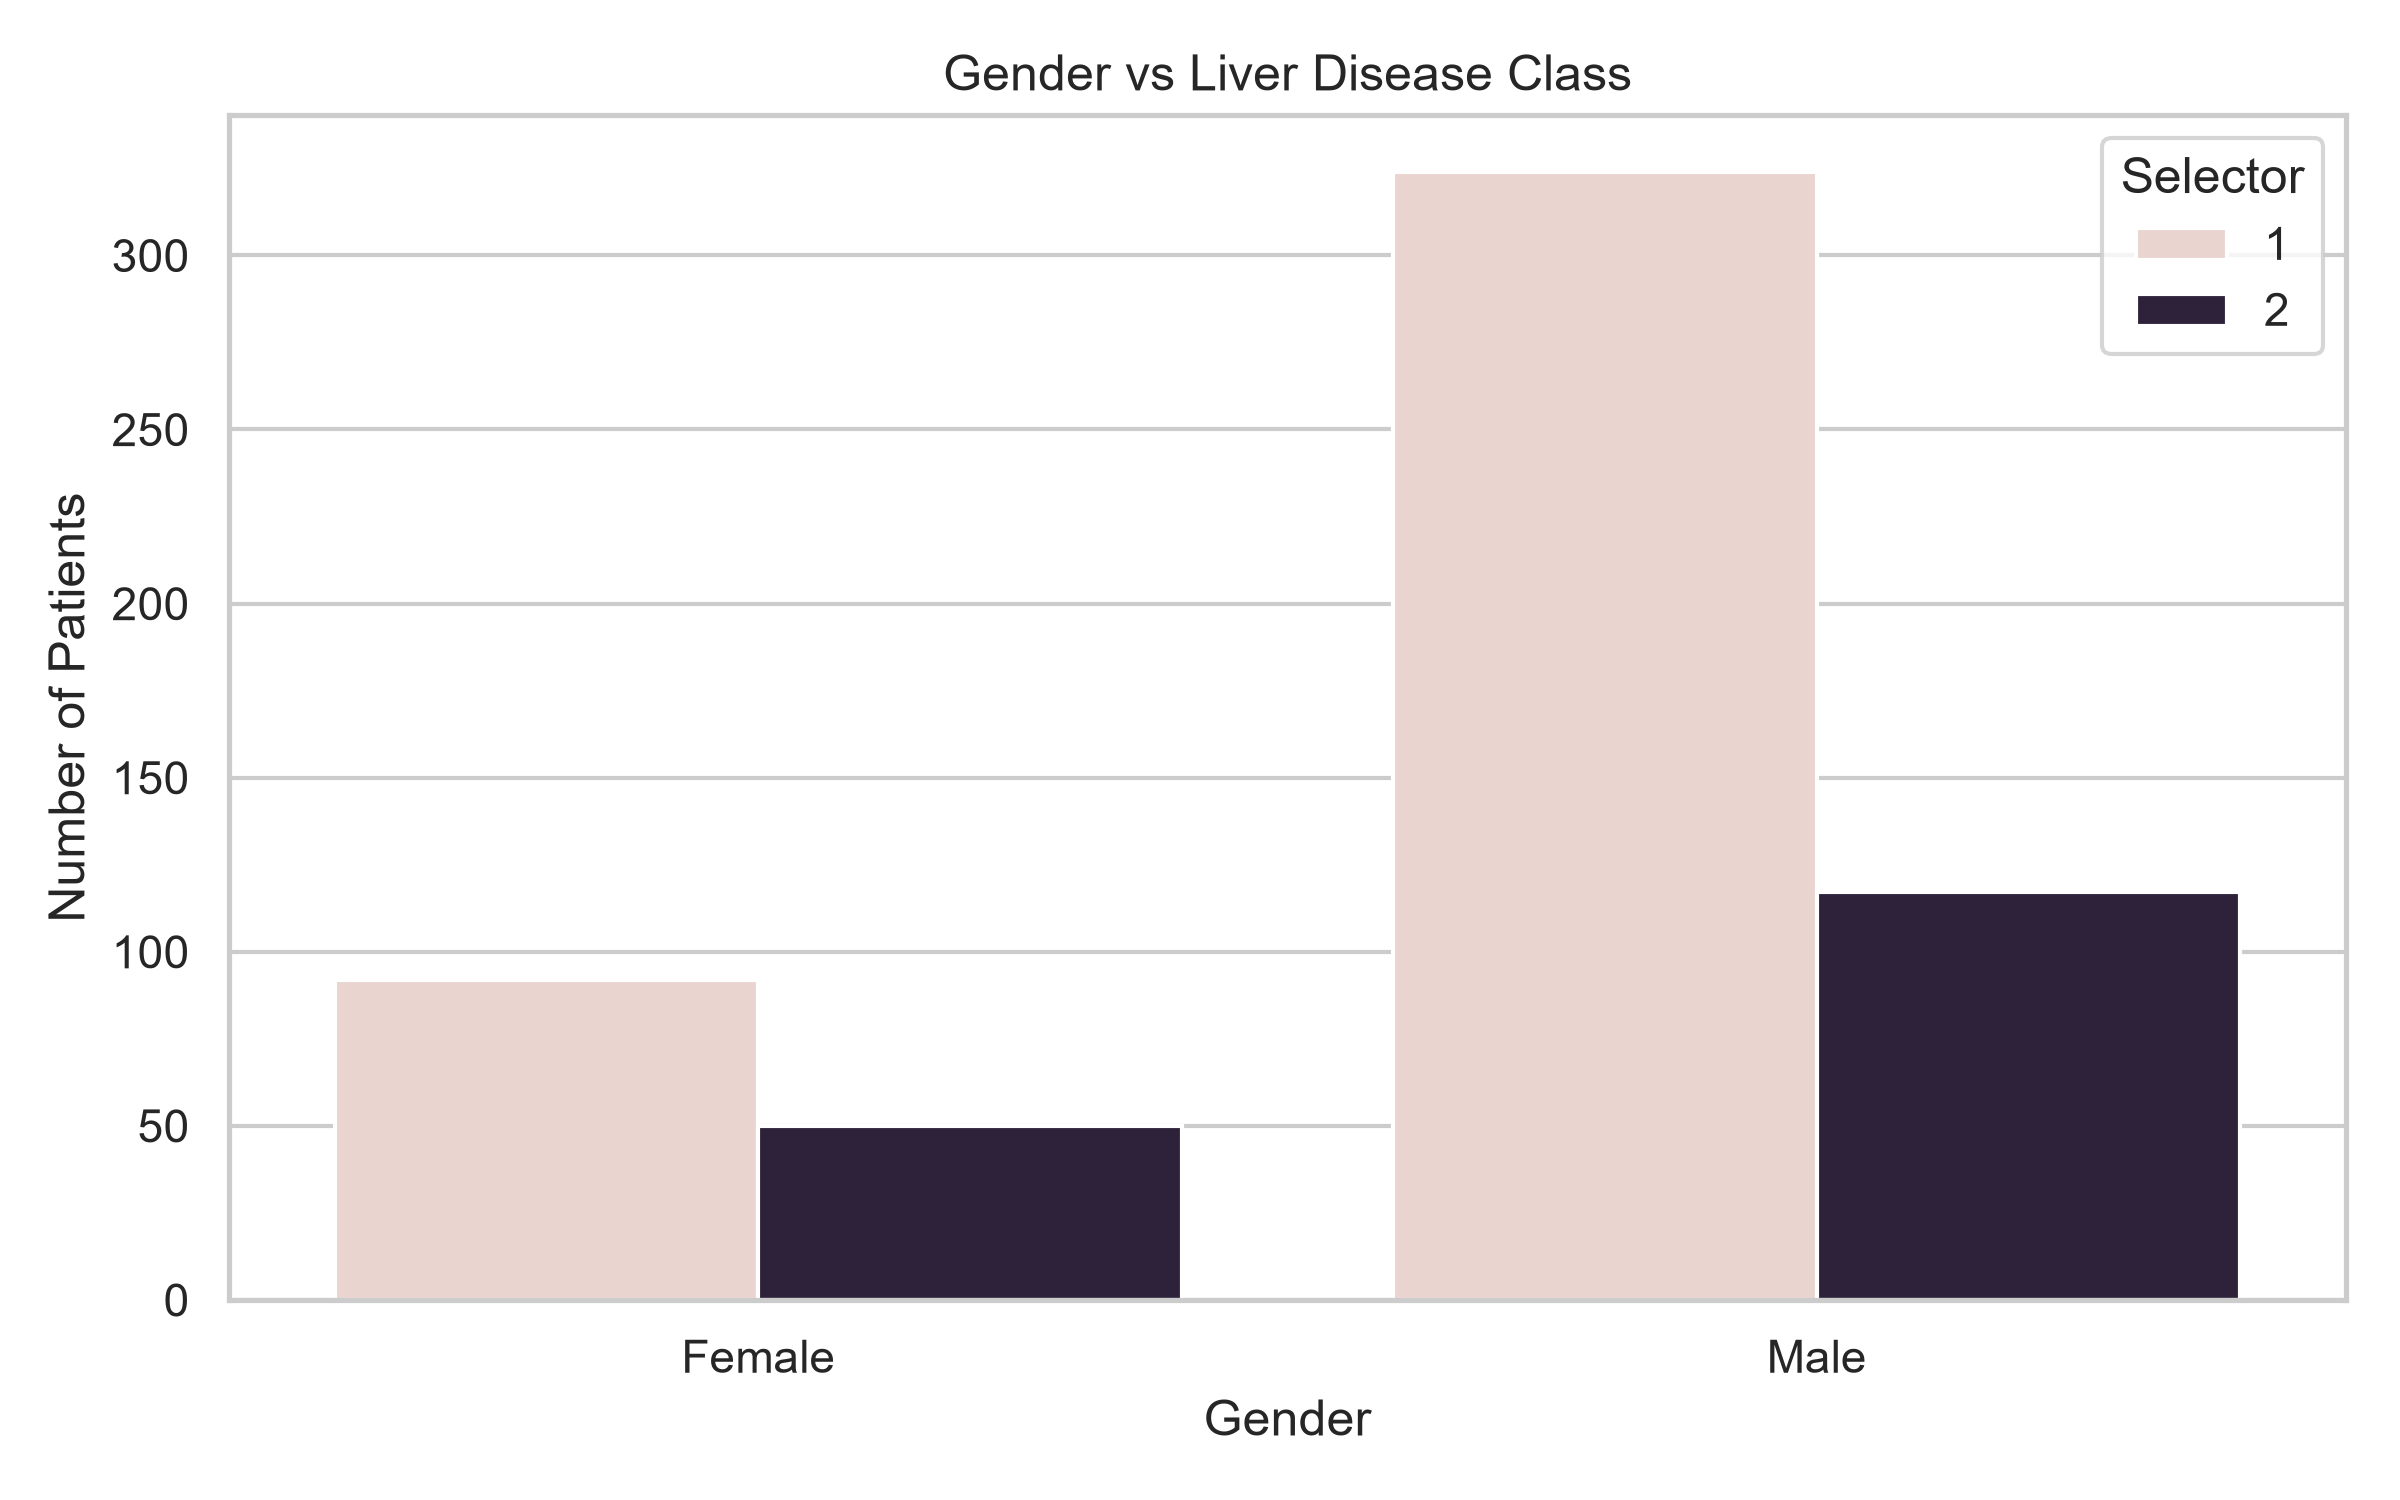 Gender vs Liver Disease Class
Selector
1
2
300
250
200
150
100
50
0
Number of Patients
Female
Male
Gender